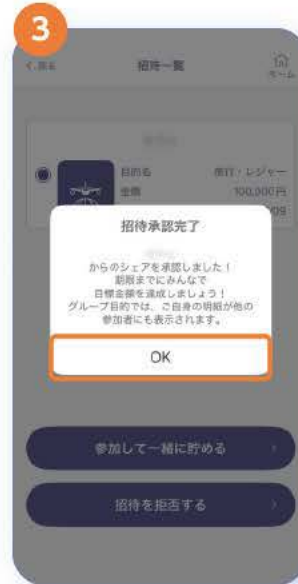 3
戻る
招待一覧
ホーム
目的名
旅行・レジャー
金額
100,000円
招待承認完了
からのシェアを承認しました！
期限までにみんなで
目標金額を達成しましょう！
グループ目的では、ご自身の明細が他の
参加者にも表示されます。
OK
参加して一緒に貯める
招待を拒否する